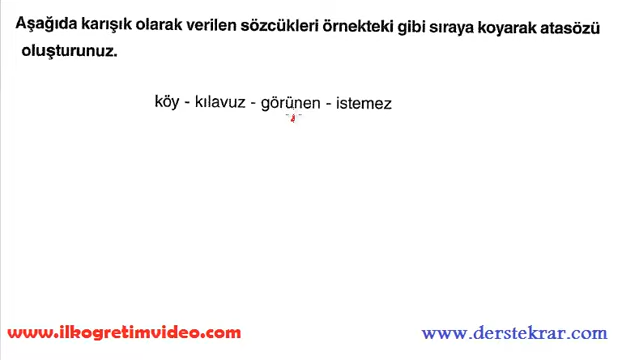 Aşağıda karışık olarak verilen sözcükleri örnekteki gibi sıraya koyarak atasözü
oluşturunuz.
köy - kılavuz - görünen - istemez
www.ilkogretimvideo.com
www.derstekrar.com